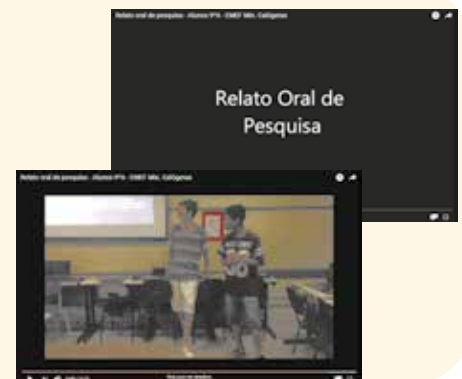 Relato oral de pesquisa - Alunos 9ºA - EMEF Min. Calógeras
Relato Oral de
Pesquisa
Relato oral de pesquisa - Alunos 9ºA - EMEF Min. Calógeras